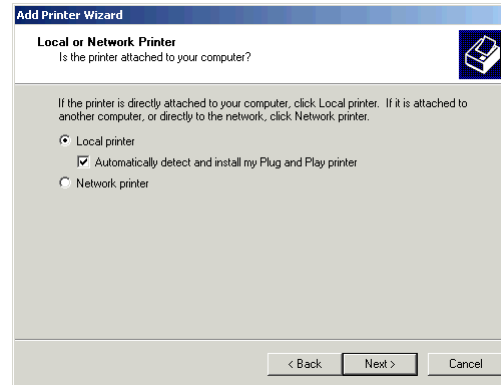 Add Printer Wizard
Local or Network Printer
Is the printer attached to your computer?
If the printer is directly attached to your computer, click Local printer. If it is attached to
another computer, or directly to the network, click Network printer.
Local printer
Automatically detect and install my Plug and Play printer
Network printer
< Back
Next >
Cancel